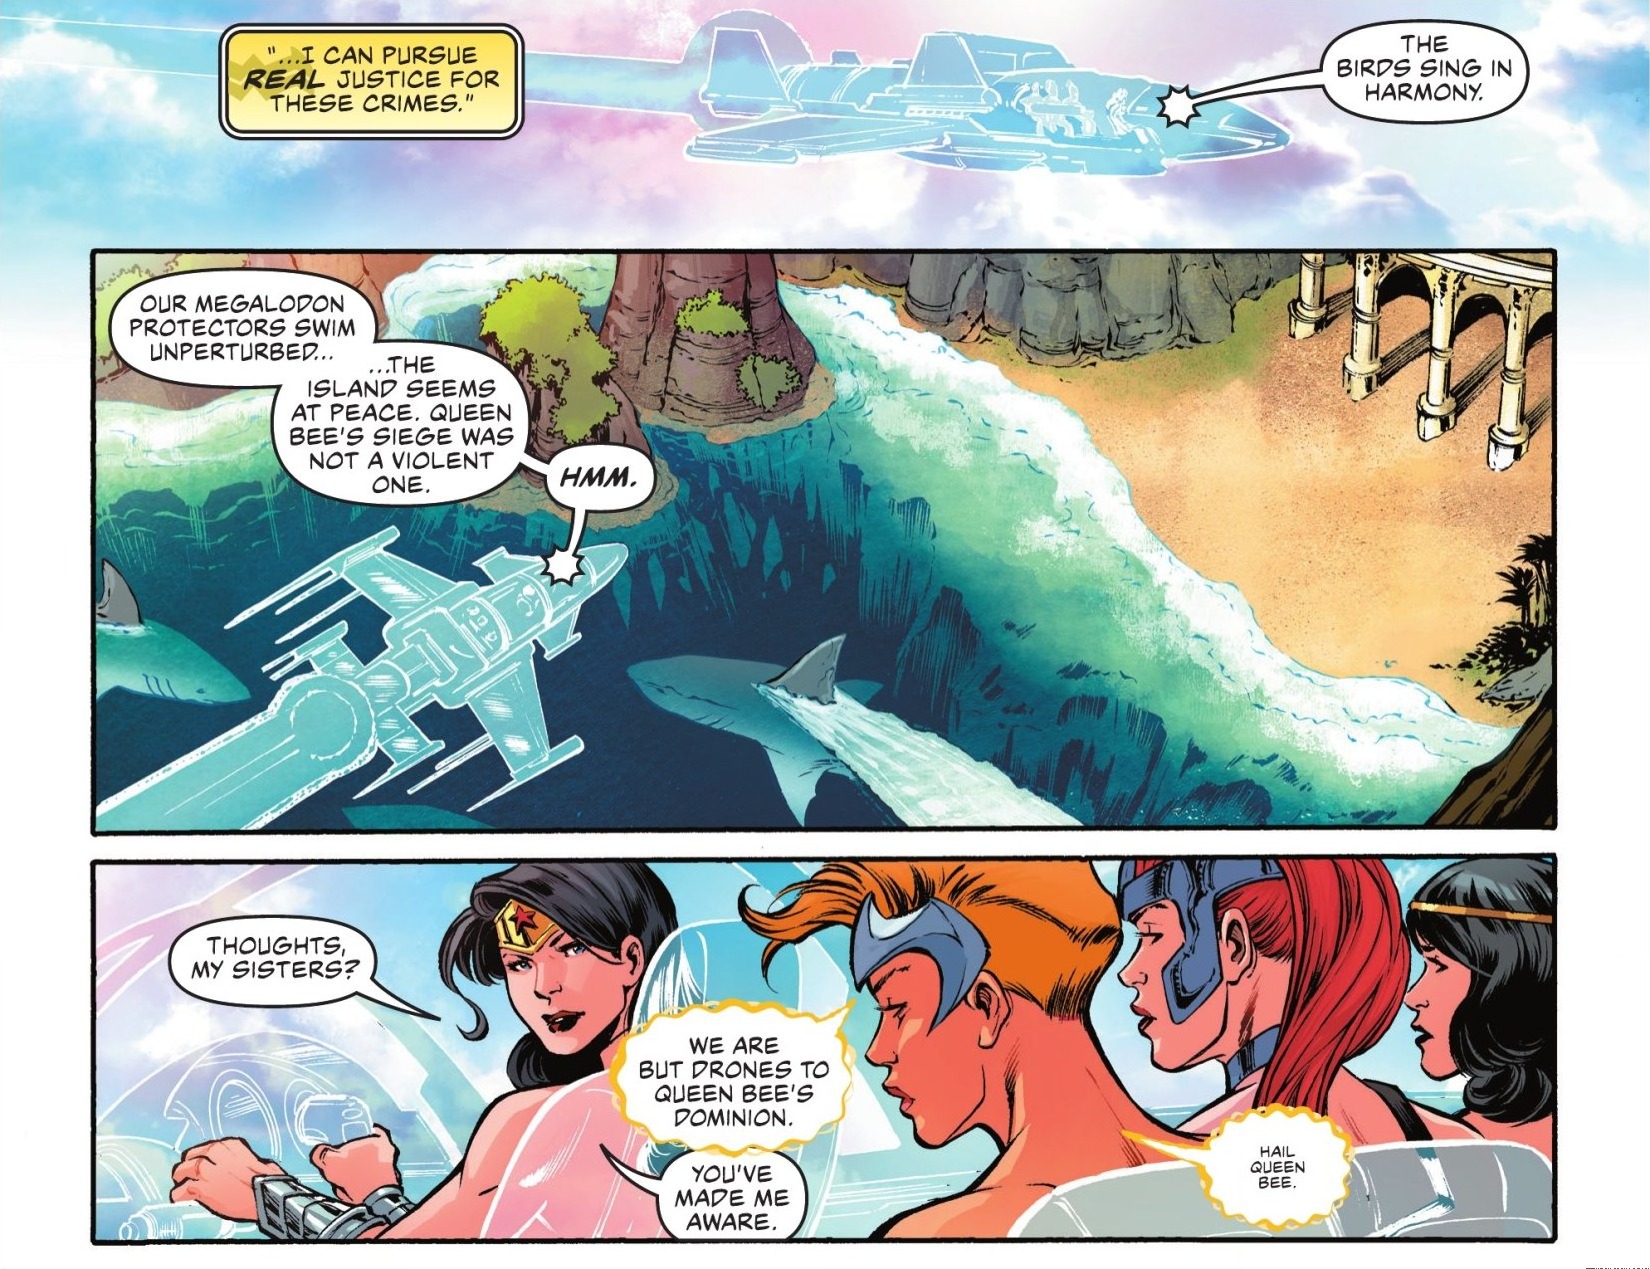 "...I CAN PURSUE
REAL JUSTICE FOR
THESE CRIMES."
THE
BIRDS SING IN
HARMONY.
OUR MEGALODON
PROTECTORS SWIM
UNPERTURBED...
...THE
ISLAND SEEMS
AT PEACE. QUEEN
BEE'S SIEGE WAS
NOT A VIOLENT
ONE.
HMM.
THOUGHTS,
MY SISTERS?
WE ARE
BUT DRONES TO
QUEEN BEE'S
DOMINION.
YOU'VE
MADE ME
AWARE.
HAIL
QUEEN
BEE.